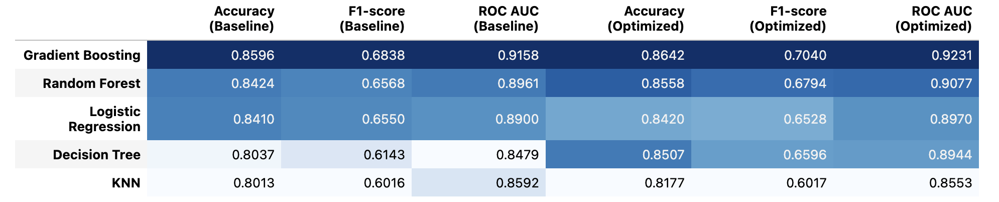 Accuracy (Baseline) F1-score (Baseline) ROC AUC (Baseline) Accuracy (Optimized) F1-score (Optimized) ROC AUC (Optimized)
Gradient Boosting 0.8596 0.6838 0.9158 0.8642 0.7040 0.9231
Random Forest 0.8424 0.6568 0.8961 0.8558 0.6794 0.9077
Logistic Regression 0.8410 0.6550 0.8900 0.8420 0.6528 0.8970
Decision Tree 0.8037 0.6143 0.8479 0.8507 0.6596 0.8944
KNN 0.8013 0.6016 0.8592 0.8177 0.6017 0.8553